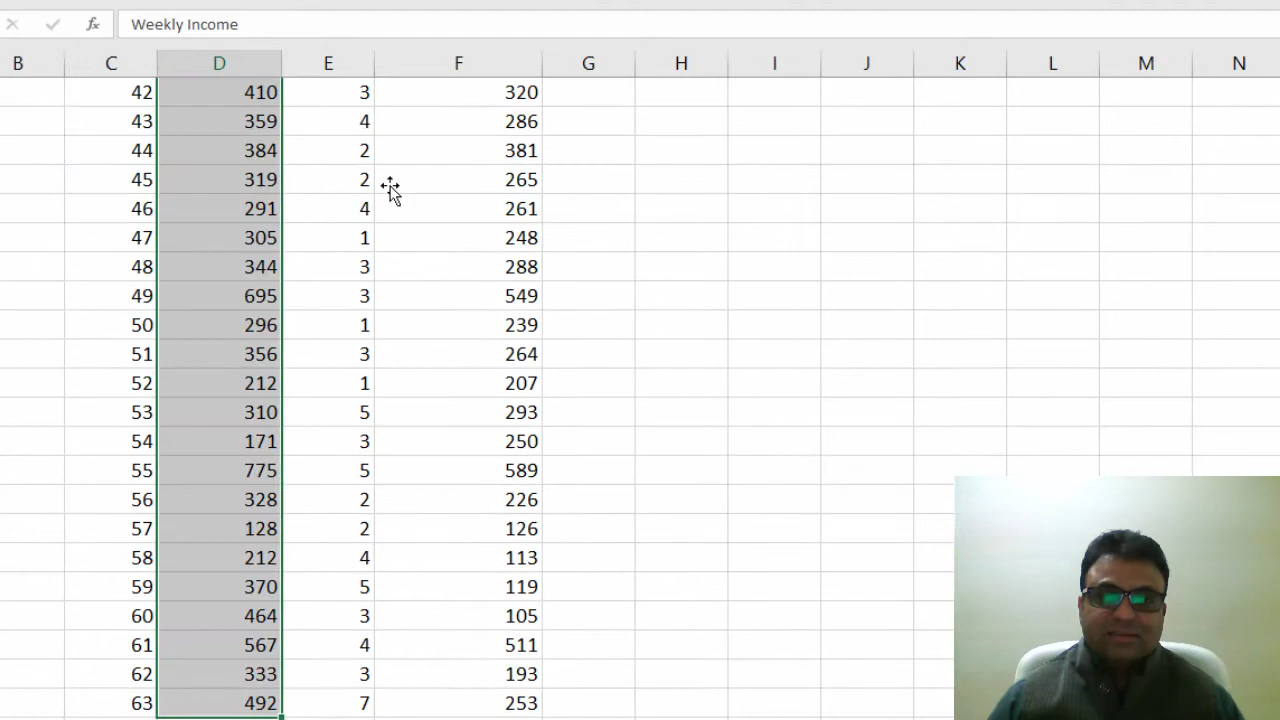 fx Weekly Income
B C D E F G H I J K L M N
42 410 3 320
43 359 4 286
44 384 2 381
45 319 2 265
46 291 4 261
47 305 1 248
48 344 3 288
49 695 3 549
50 296 1 239
51 356 3 264
52 212 1 207
53 310 5 293
54 171 3 250
55 775 5 589
56 328 2 226
57 128 2 126
58 212 4 113
59 370 5 119
60 464 3 105
61 567 4 511
62 333 3 193
63 492 7 253